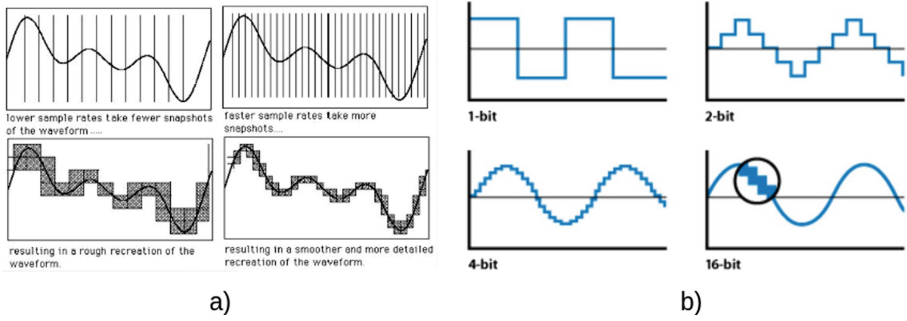 lower sample rates take fewer snapshots
of the waveform .....
faster sample rates take more
snapshots....
resulting in a rough recreation of the
waveform.
resulting in a smoother and more detailed
recreation of the waveform.
a)
1-bit
2-bit
4-bit
16-bit
b)